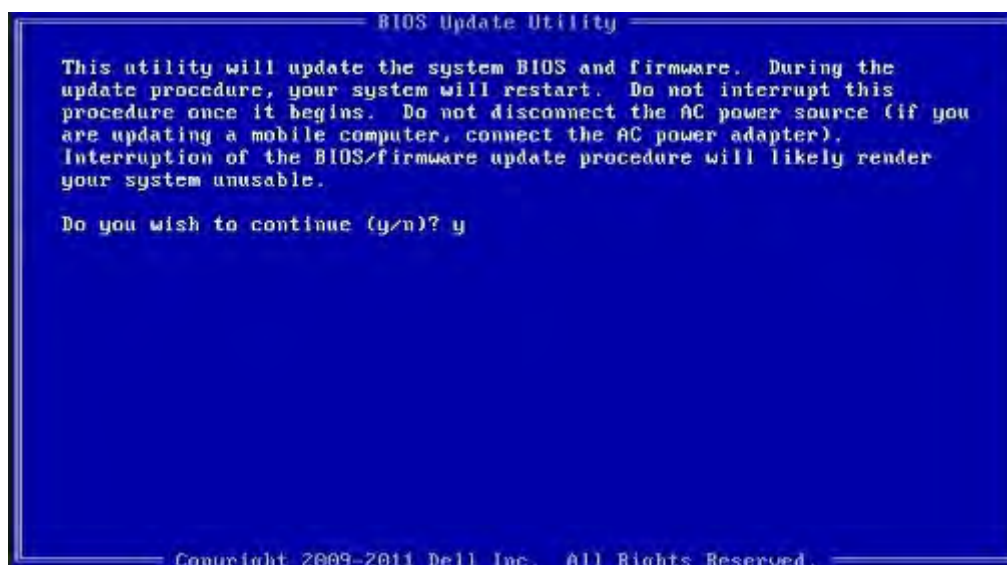 BIOS Update Utility
This utility will update the system BIOS and firmware. During the
update procedure, your system will restart. Do not interrupt this
procedure once it begins. Do not disconnect the AC power source (if you
are updating a mobile computer, connect the AC power adapter).
Interruption of the BIOS/firmware update procedure will likely render
your system unusable.
Do you wish to continue (y/n)? y
Copyright 2009-2011 Dell Inc. All Rights Reserved.